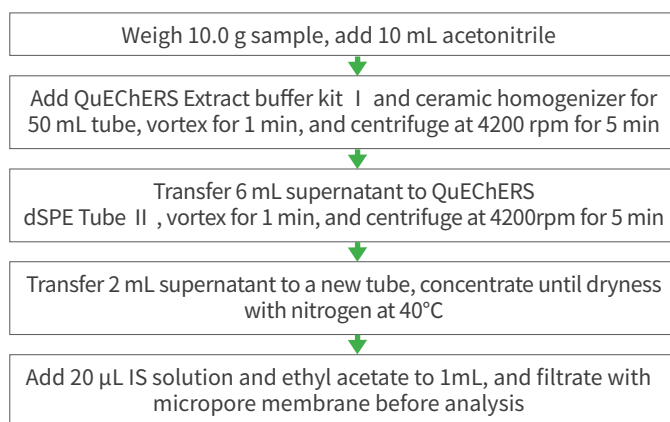 Weigh 10.0 g sample, add 10 mL acetonitrile
Add QuEChERS Extract buffer kit Ⅰ and ceramic homogenizer for
50 mL tube, vortex for 1 min, and centrifuge at 4200 rpm for 5 min
Transfer 6 mL supernatant to QuEChERS
dSPE Tube Ⅱ, vortex for 1 min, and centrifuge at 4200rpm for 5 min
Transfer 2 mL supernatant to a new tube, concentrate until dryness
with nitrogen at 40°C
Add 20 μL IS solution and ethyl acetate to 1mL, and filtrate with
micropore membrane before analysis